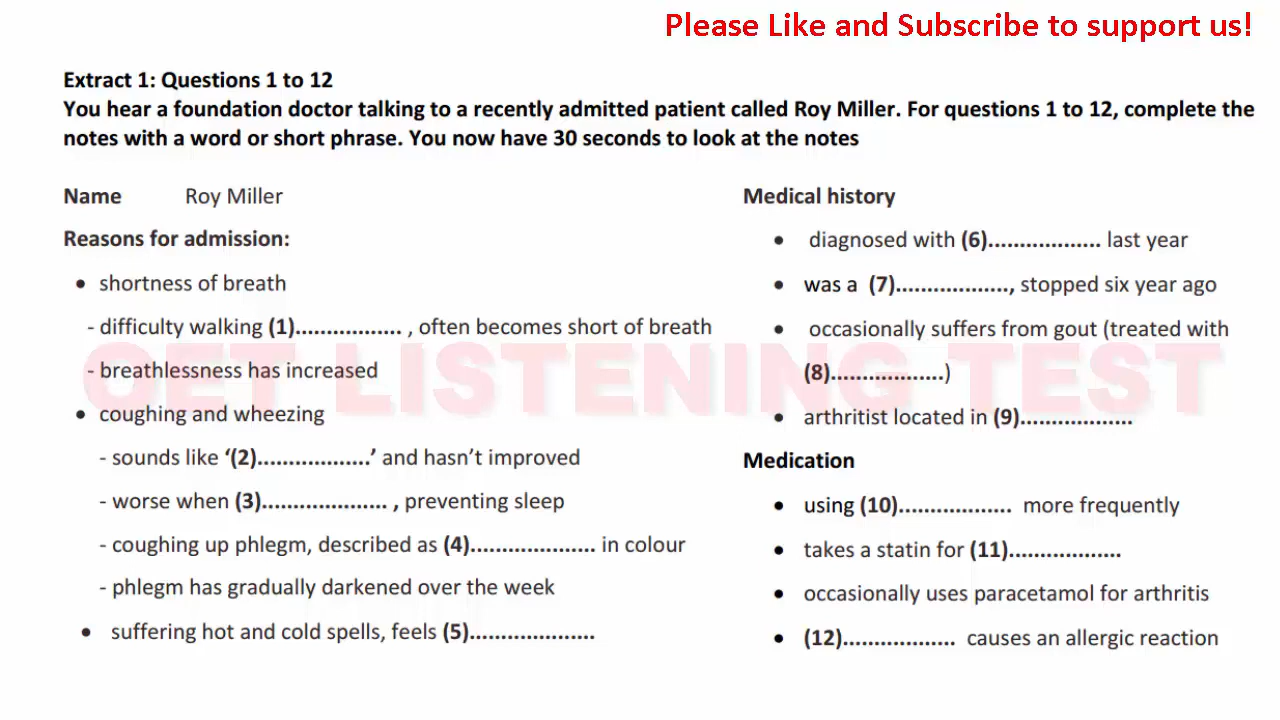 Please Like and Subscribe to support us!
Extract 1: Questions 1 to 12
You hear a foundation doctor talking to a recently admitted patient called Roy Miller. For questions 1 to 12, complete the
notes with a word or short phrase. You now have 30 seconds to look at the notes
Name Roy Miller
Reasons for admission:
• shortness of breath
- difficulty walking (1).................. , often becomes short of breath
- breathlessness has increased
• coughing and wheezing
- sounds like ‘(2)..................’ and hasn’t improved
- worse when (3).................... , preventing sleep
- coughing up phlegm, described as (4).................... in colour
- phlegm has gradually darkened over the week
• suffering hot and cold spells, feels (5)....................
Medical history
• diagnosed with (6).................. last year
• was a (7).................., stopped six year ago
• occasionally suffers from gout (treated with
(8)..................)
• arthritist located in (9)..................
Medication
• using (10).................. more frequently
• takes a statin for (11)..................
• occasionally uses paracetamol for arthritis
• (12).................. causes an allergic reaction
OET LISTENING TEST